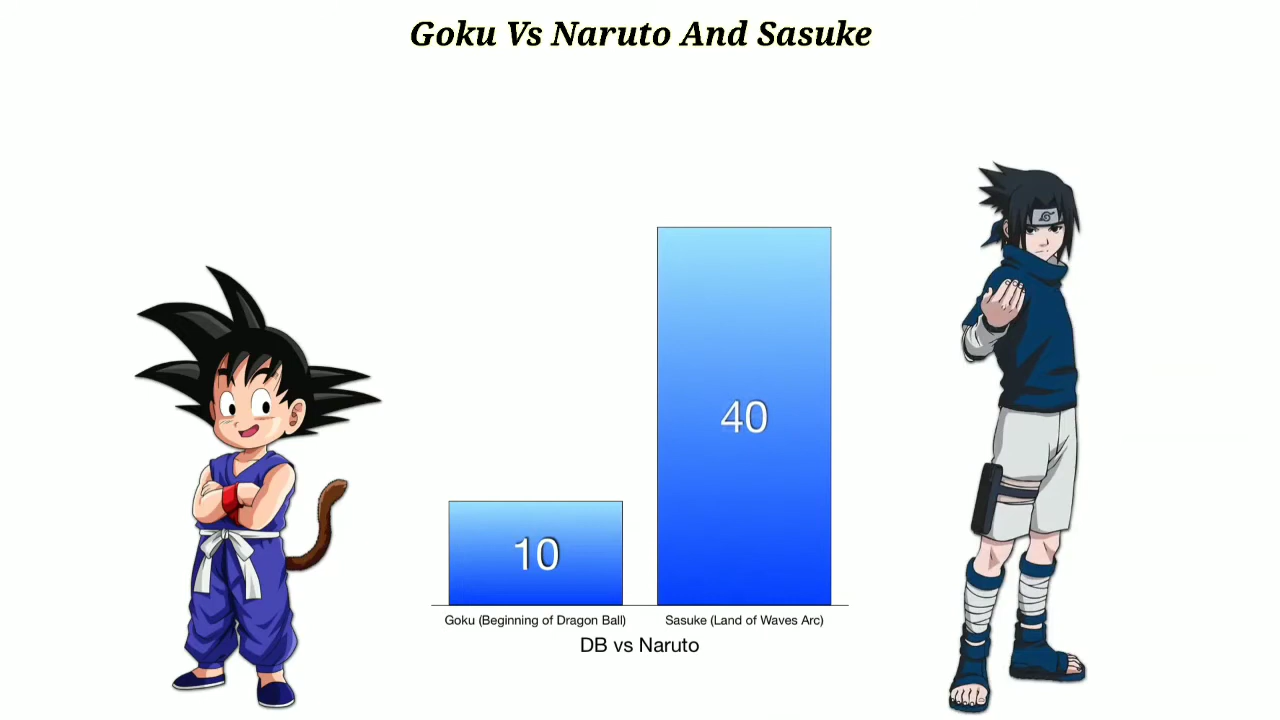 Goku Vs Naruto And Sasuke
40
10
Goku (Beginning of Dragon Ball)
Sasuke (Land of Waves Arc)
DB vs Naruto